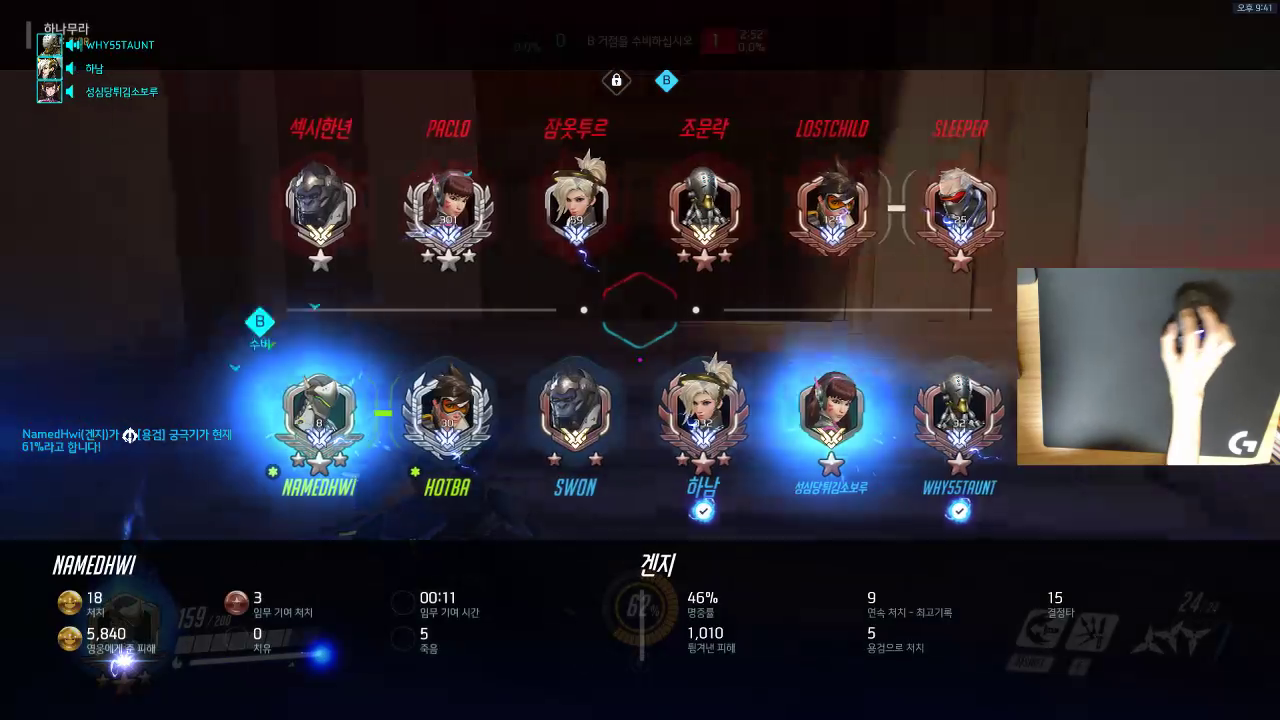 오후 9:41
하나무라
WHY55TAUNT
하남
성심당튀김소보루
0
B 거점을 수비하십시오
1
2:52
0.0%
B
섹시한년
PACLO
잠옷투르
조문락
LOSTCHILD
SLEEPER
301
59
125
25
B
수비
NamedHwi(겐지)가 [용검] 궁극기가 현재
61%라고 합니다!
8
30
132
32
NAMEDHWI
HOTBA
SWON
하남
성심당튀김소보루
WHY55TAUNT
NAMEDHWI
겐지
18
처치
3
임무 기여 처치
00:11
임무 기여 시간
46%
명중률
9
연속 처치 - 최고기록
15
결정타
5,840
영웅에게 준 피해
0
치유
5
죽음
1,010
튕겨낸 피해
5
용검으로 처치
159/200
62%
24/24
G